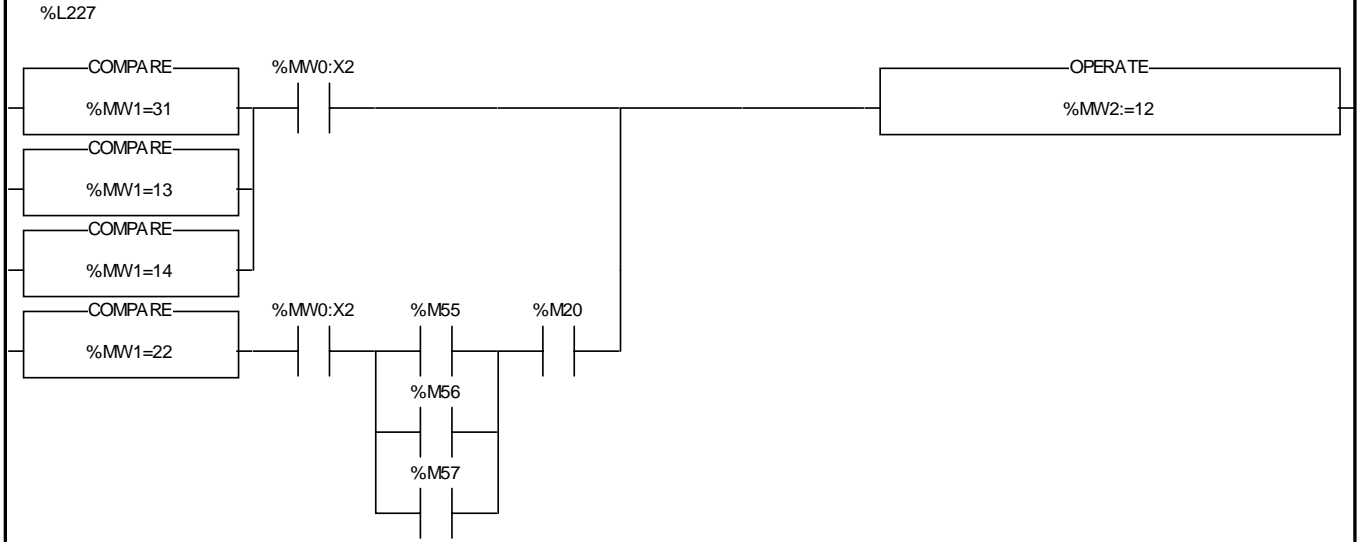 %L227
COMPARE %MW0:X2 OPERATE
%MW1=31 %MW2:=12
COMPARE
%MW1=13
COMPARE
%MW1=14
COMPARE %MW0:X2 %M55 %M20
%MW1=22
%M56
%M57